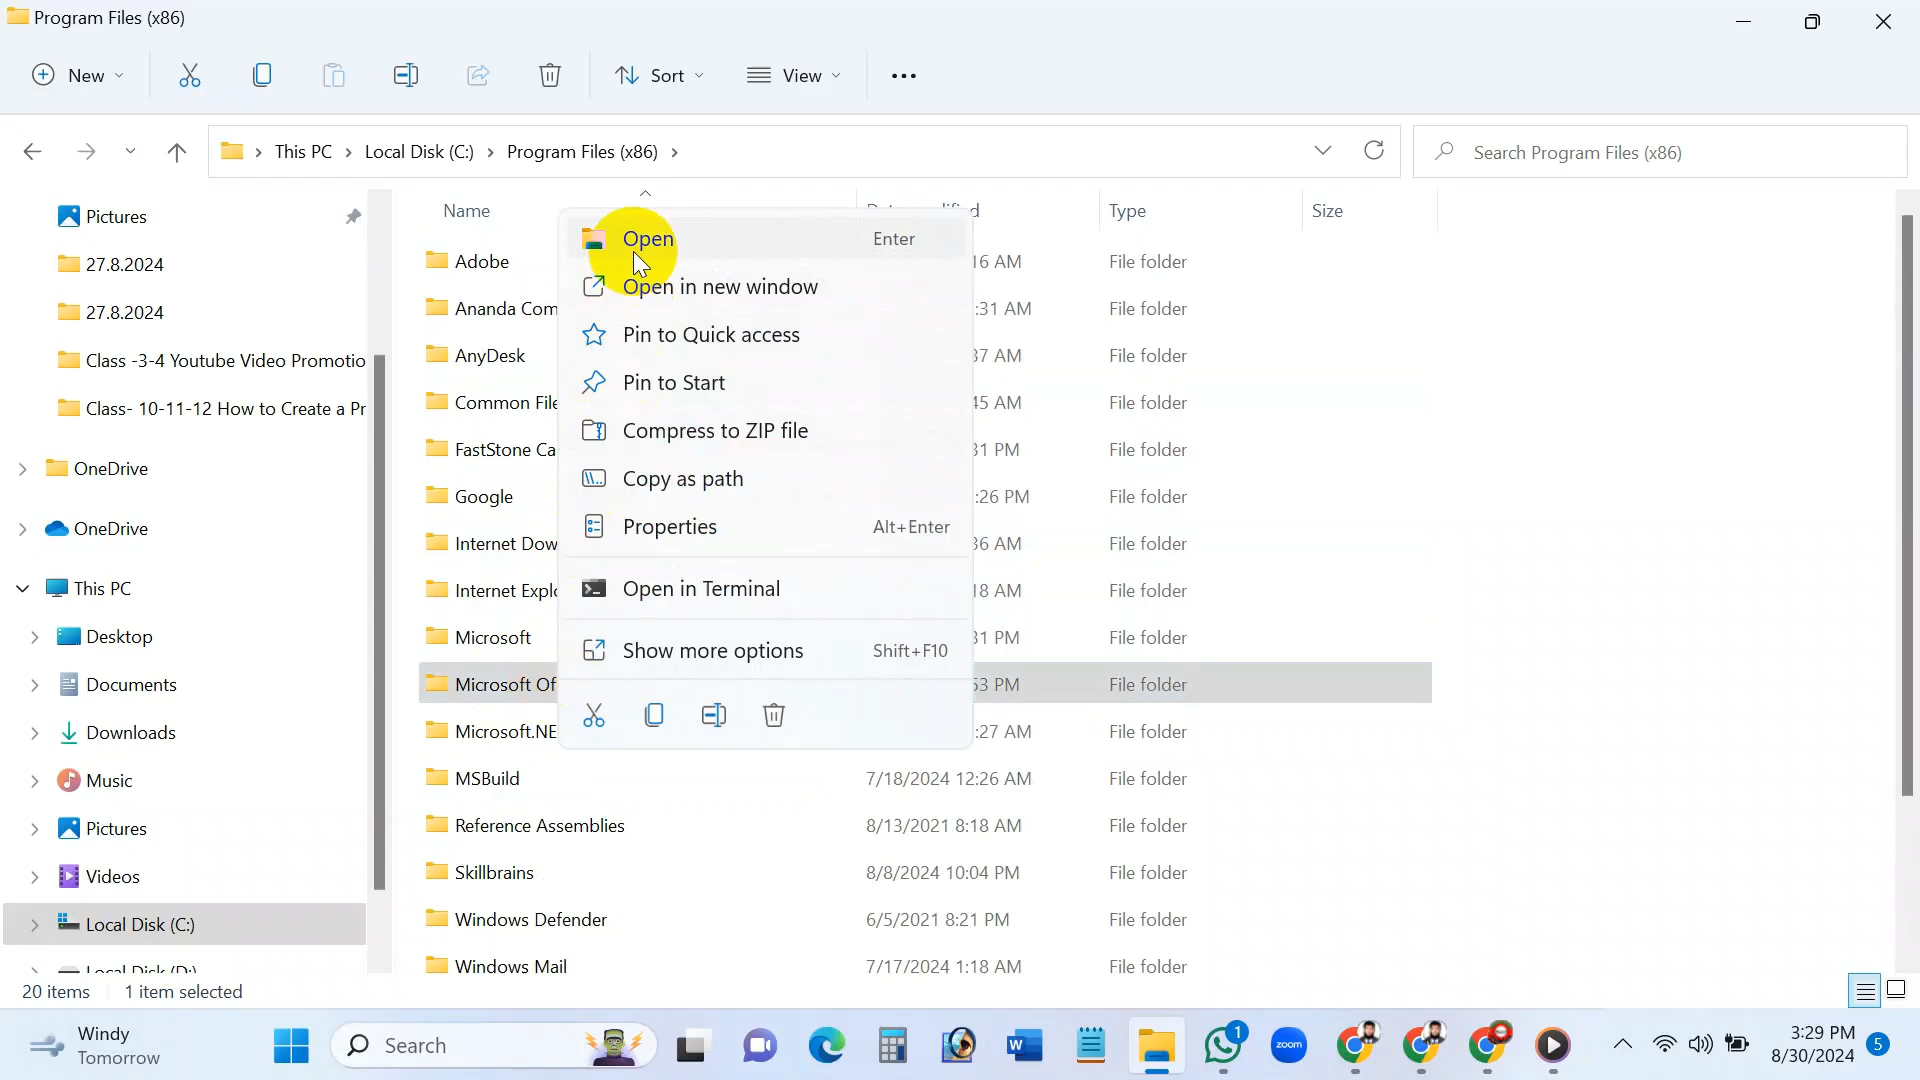 Program Files (x86)
New
Sort
View
This PC
Local Disk (C:)
Program Files (x86)
Search Program Files (x86)
Pictures
27.8.2024
27.8.2024
Class -3-4 Youtube Video Promotio
Class- 10-11-12 How to Create a Pr
OneDrive
OneDrive
This PC
Desktop
Documents
Downloads
Music
Pictures
Videos
Local Disk (C:)
Local Disk (D:)
Name
Type
Size
Adobe 16 AM File folder
Ananda Com :31 AM File folder
AnyDesk 37 AM File folder
Common File 45 AM File folder
FastStone Ca 31 PM File folder
Google :26 PM File folder
Internet Dow 36 AM File folder
Internet Explo 18 AM File folder
Microsoft 31 PM File folder
Microsoft Of 53 PM File folder
Microsoft.NE :27 AM File folder
MSBuild 7/18/2024 12:26 AM File folder
Reference Assemblies 8/13/2021 8:18 AM File folder
Skillbrains 8/8/2024 10:04 PM File folder
Windows Defender 6/5/2021 8:21 PM File folder
Windows Mail 7/17/2024 1:18 AM File folder
Open Enter
Open in new window
Pin to Quick access
Pin to Start
Compress to ZIP file
Copy as path
Properties Alt+Enter
Open in Terminal
Show more options Shift+F10
20 items 1 item selected
Windy
Tomorrow
Search
W
zoom
1
3:29 PM
8/30/2024
5